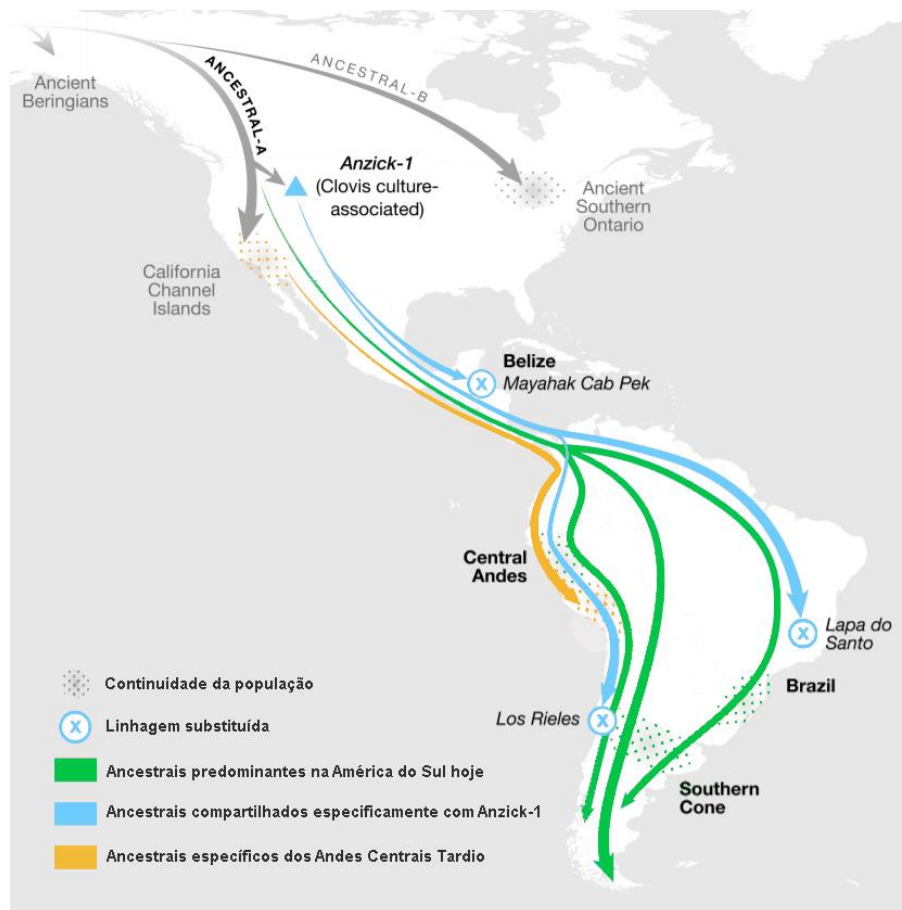 Ancient
Beringians
ANCESTRAL-A
ANCESTRAL-B
Anzick-1
(Clovis culture-
associated)
Ancient
Southern
Ontario
California
Channel
Islands
Belize
X
Mayahak Cab Pek
Central
Andes
X
Lapa do
Santo
Brazil
Los Rieles
X
Southern
Cone
Continuidade da população
X
Linhagem substituída
Ancestrais predominantes na América do Sul hoje
Ancestrais compartilhados especificamente com Anzick-1
Ancestrais específicos dos Andes Centrais Tardio